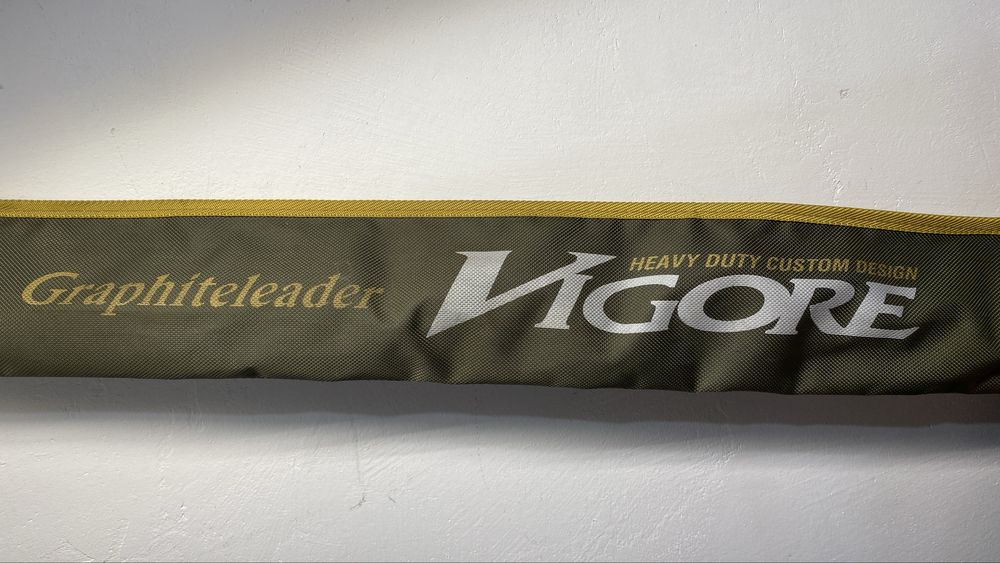 Graphiteleader
HEAVY DUTY CUSTOM DESIGN
VIGORE